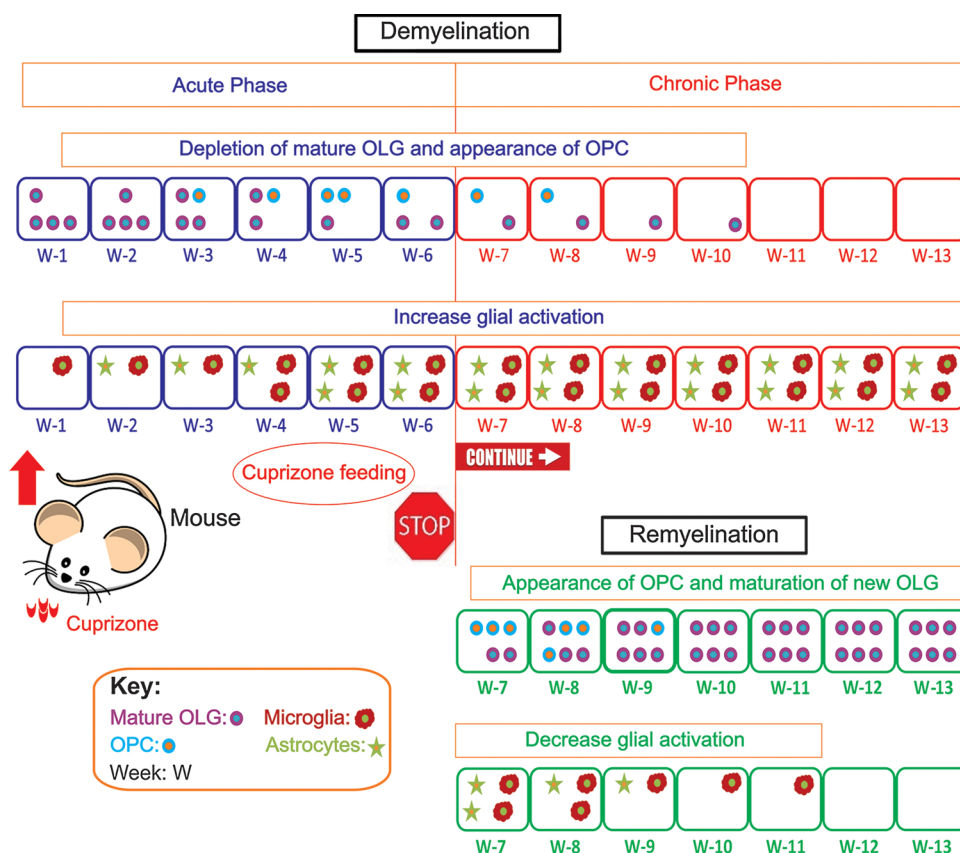 Demyelination
Acute Phase Chronic Phase
Depletion of mature OLG and appearance of OPC
W-1 W-2 W-3 W-4 W-5 W-6 W-7 W-8 W-9 W-10 W-11 W-12 W-13
Increase glial activation
W-1 W-2 W-3 W-4 W-5 W-6 W-7 W-8 W-9 W-10 W-11 W-12 W-13
Cuprizone feeding
CONTINUE
Mouse
STOP
Cuprizone
Remyelination
Appearance of OPC and maturation of new OLG
W-7 W-8 W-9 W-10 W-11 W-12 W-13
Decrease glial activation
W-7 W-8 W-9 W-10 W-11 W-12 W-13
Key:
Mature OLG: Microglia:
OPC: Astrocytes:
Week: W